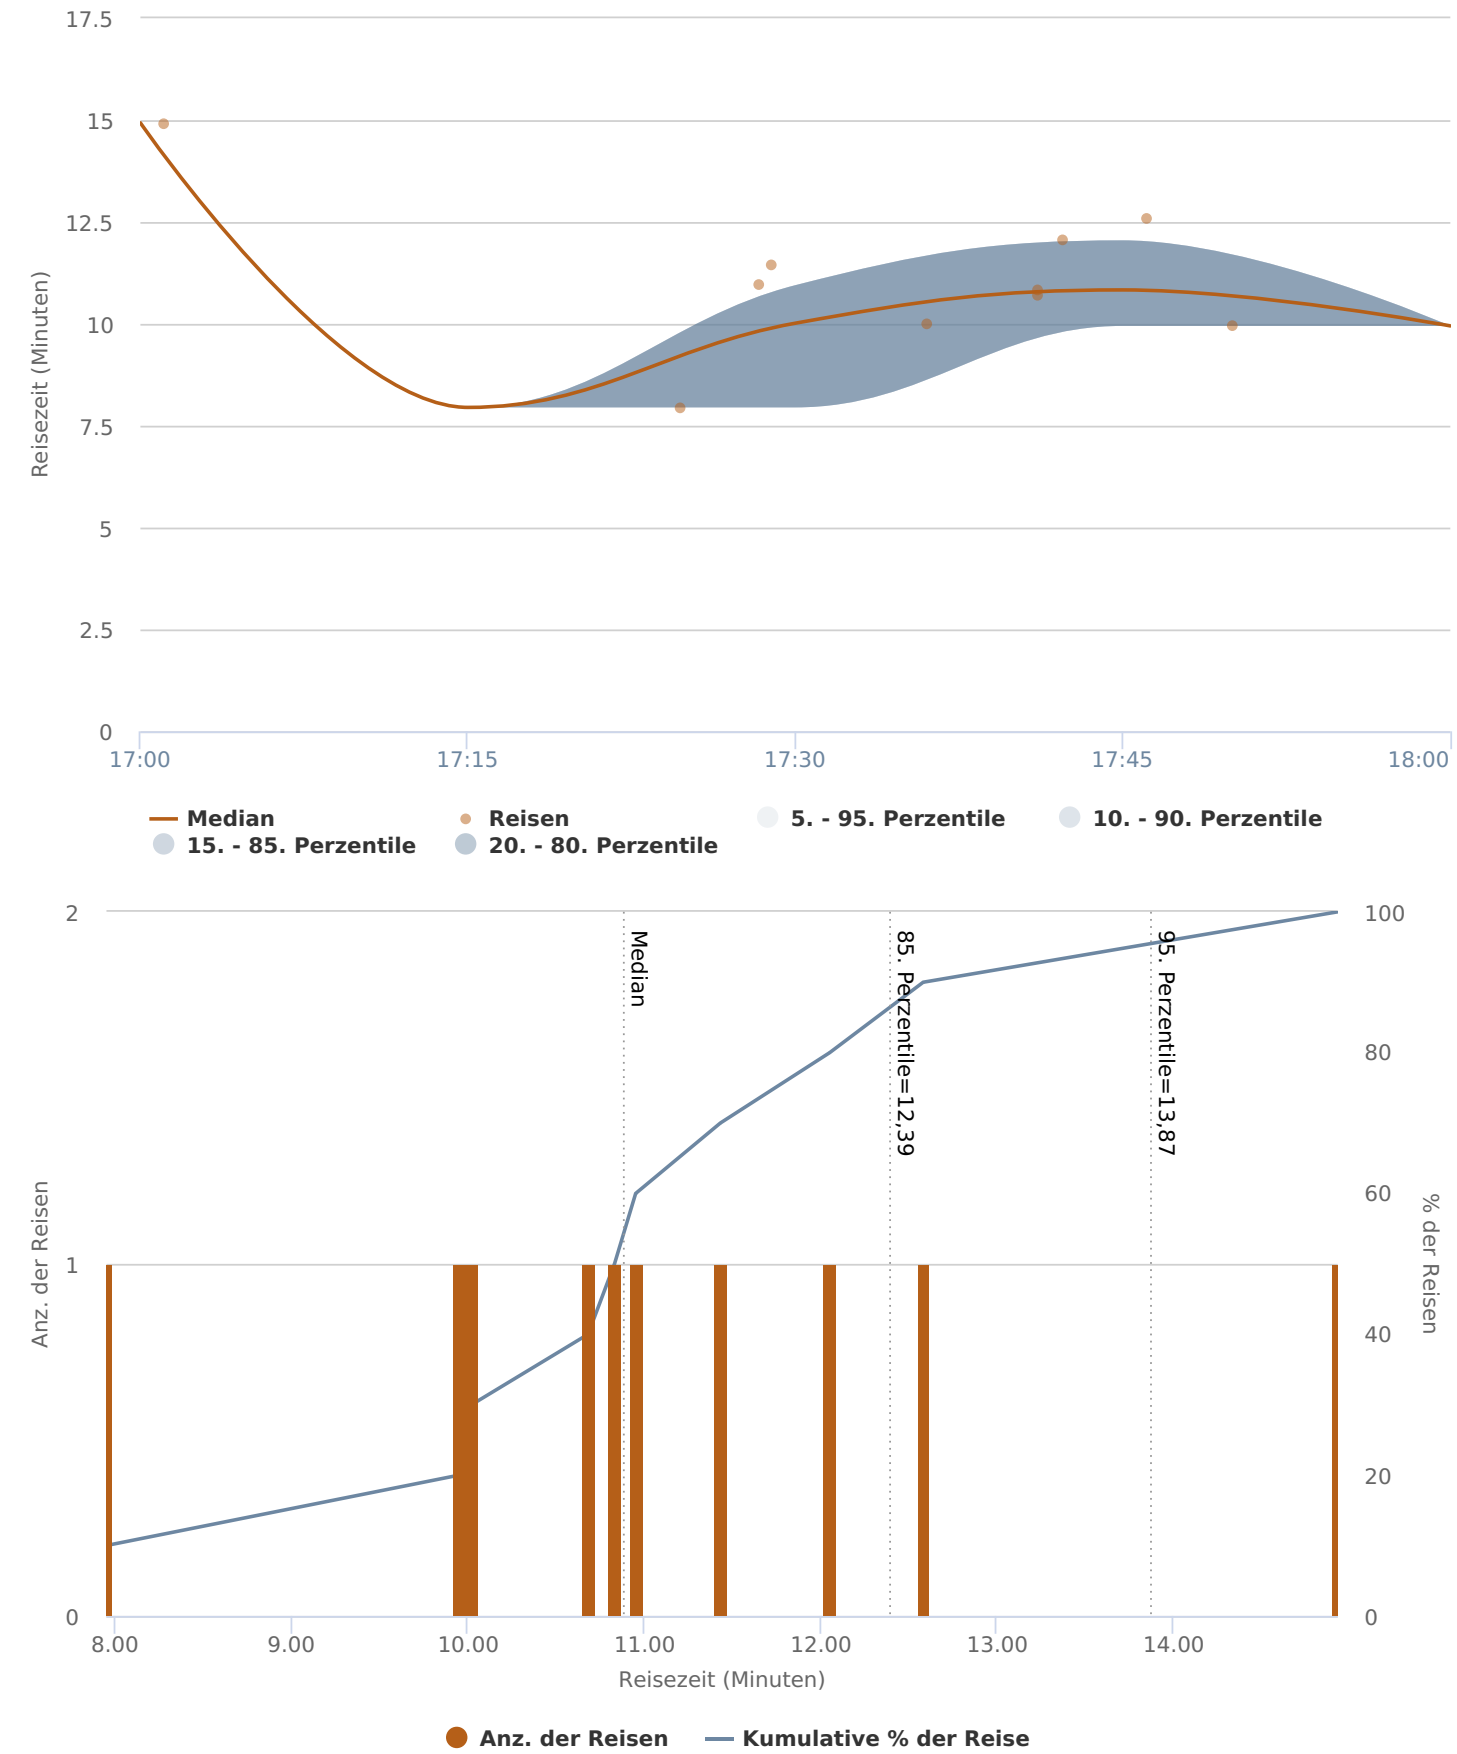 17.5
15
12.5
10
7.5
5
2.5
0
Reisezeit (Minuten)
17:00 17:15 17:30 17:45 18:00
Median Reisen 5. - 95. Perzentile 10. - 90. Perzentile
15. - 85. Perzentile 20. - 80. Perzentile
2
1
0
Anz. der Reisen
Median
85. Perzentile=12,39
95. Perzentile=13,87
100
80
60
40
20
0
% der Reisen
8.00 9.00 10.00 11.00 12.00 13.00 14.00
Reisezeit (Minuten)
Anz. der Reisen Kumulative % der Reise